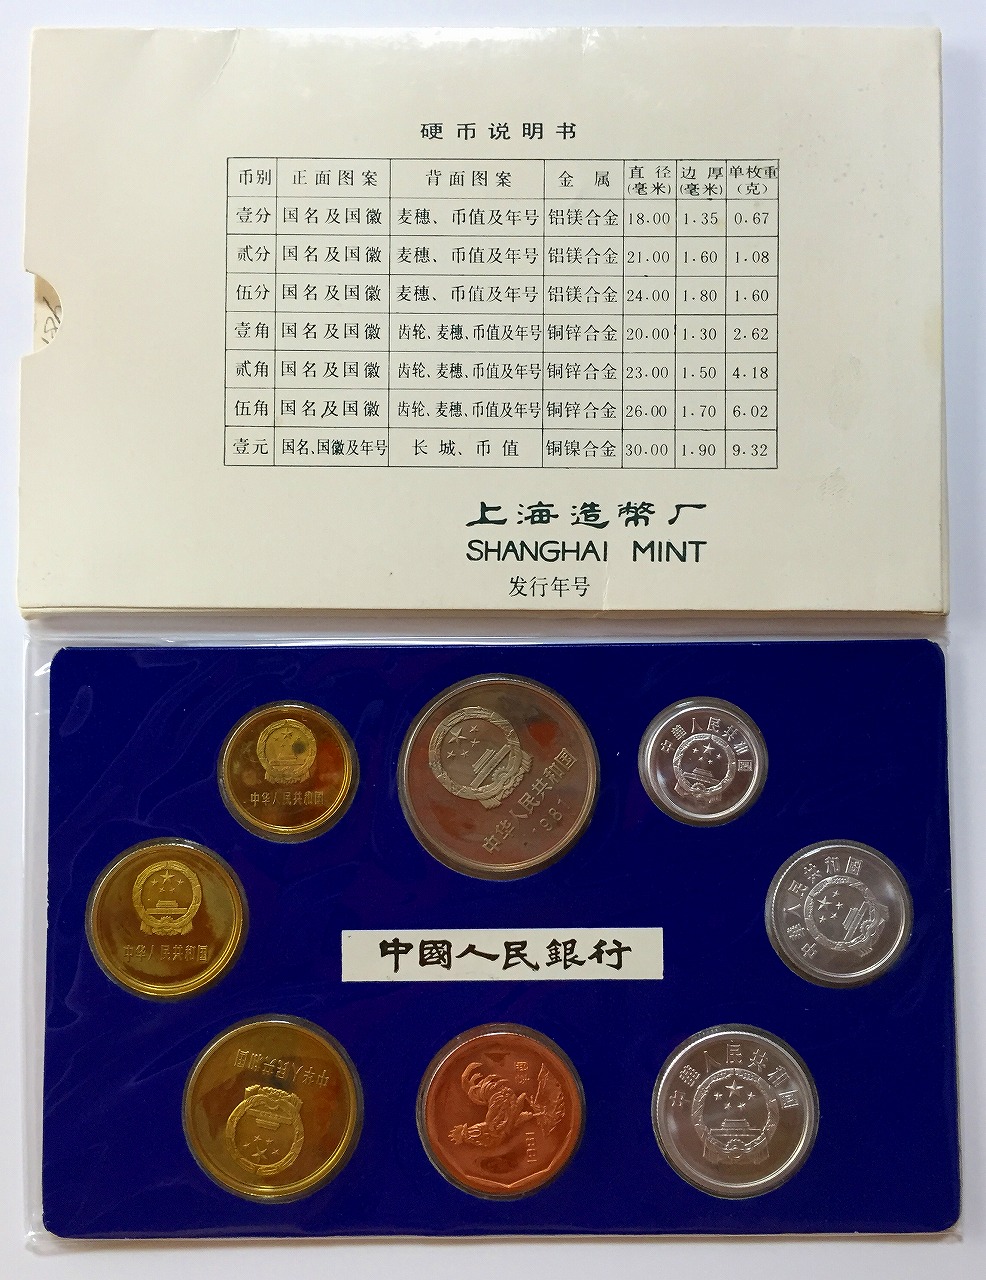 硬币说明书
币别 正面图案 背面图案 金属 直径(毫米) 边厚(毫米) 单枚重(克)
壹分 国名及国徽 麦穗、币值及年号 铝镁合金 18.00 1.35 0.67
贰分 国名及国徽 麦穗、币值及年号 铝镁合金 21.00 1.60 1.08
伍分 国名及国徽 麦穗、币值及年号 铝镁合金 24.00 1.80 1.60
壹角 国名及国徽 齿轮、麦穗、币值及年号 铜锌合金 20.00 1.30 2.62
贰角 国名及国徽 齿轮、麦穗、币值及年号 铜锌合金 23.00 1.50 4.18
伍角 国名及国徽 齿轮、麦穗、币值及年号 铜锌合金 26.00 1.70 6.02
壹元 国名、国徽及年号 长城、币值 铜镍合金 30.00 1.90 9.32
上海造幣厂
SHANGHAI MINT
发行年号
中华人民共和国
中华人民共和国
1981
中华人民共和国
中华人民共和国
中华人民共和国
中國人民銀行
中华人民共和国
1981
中华人民共和国